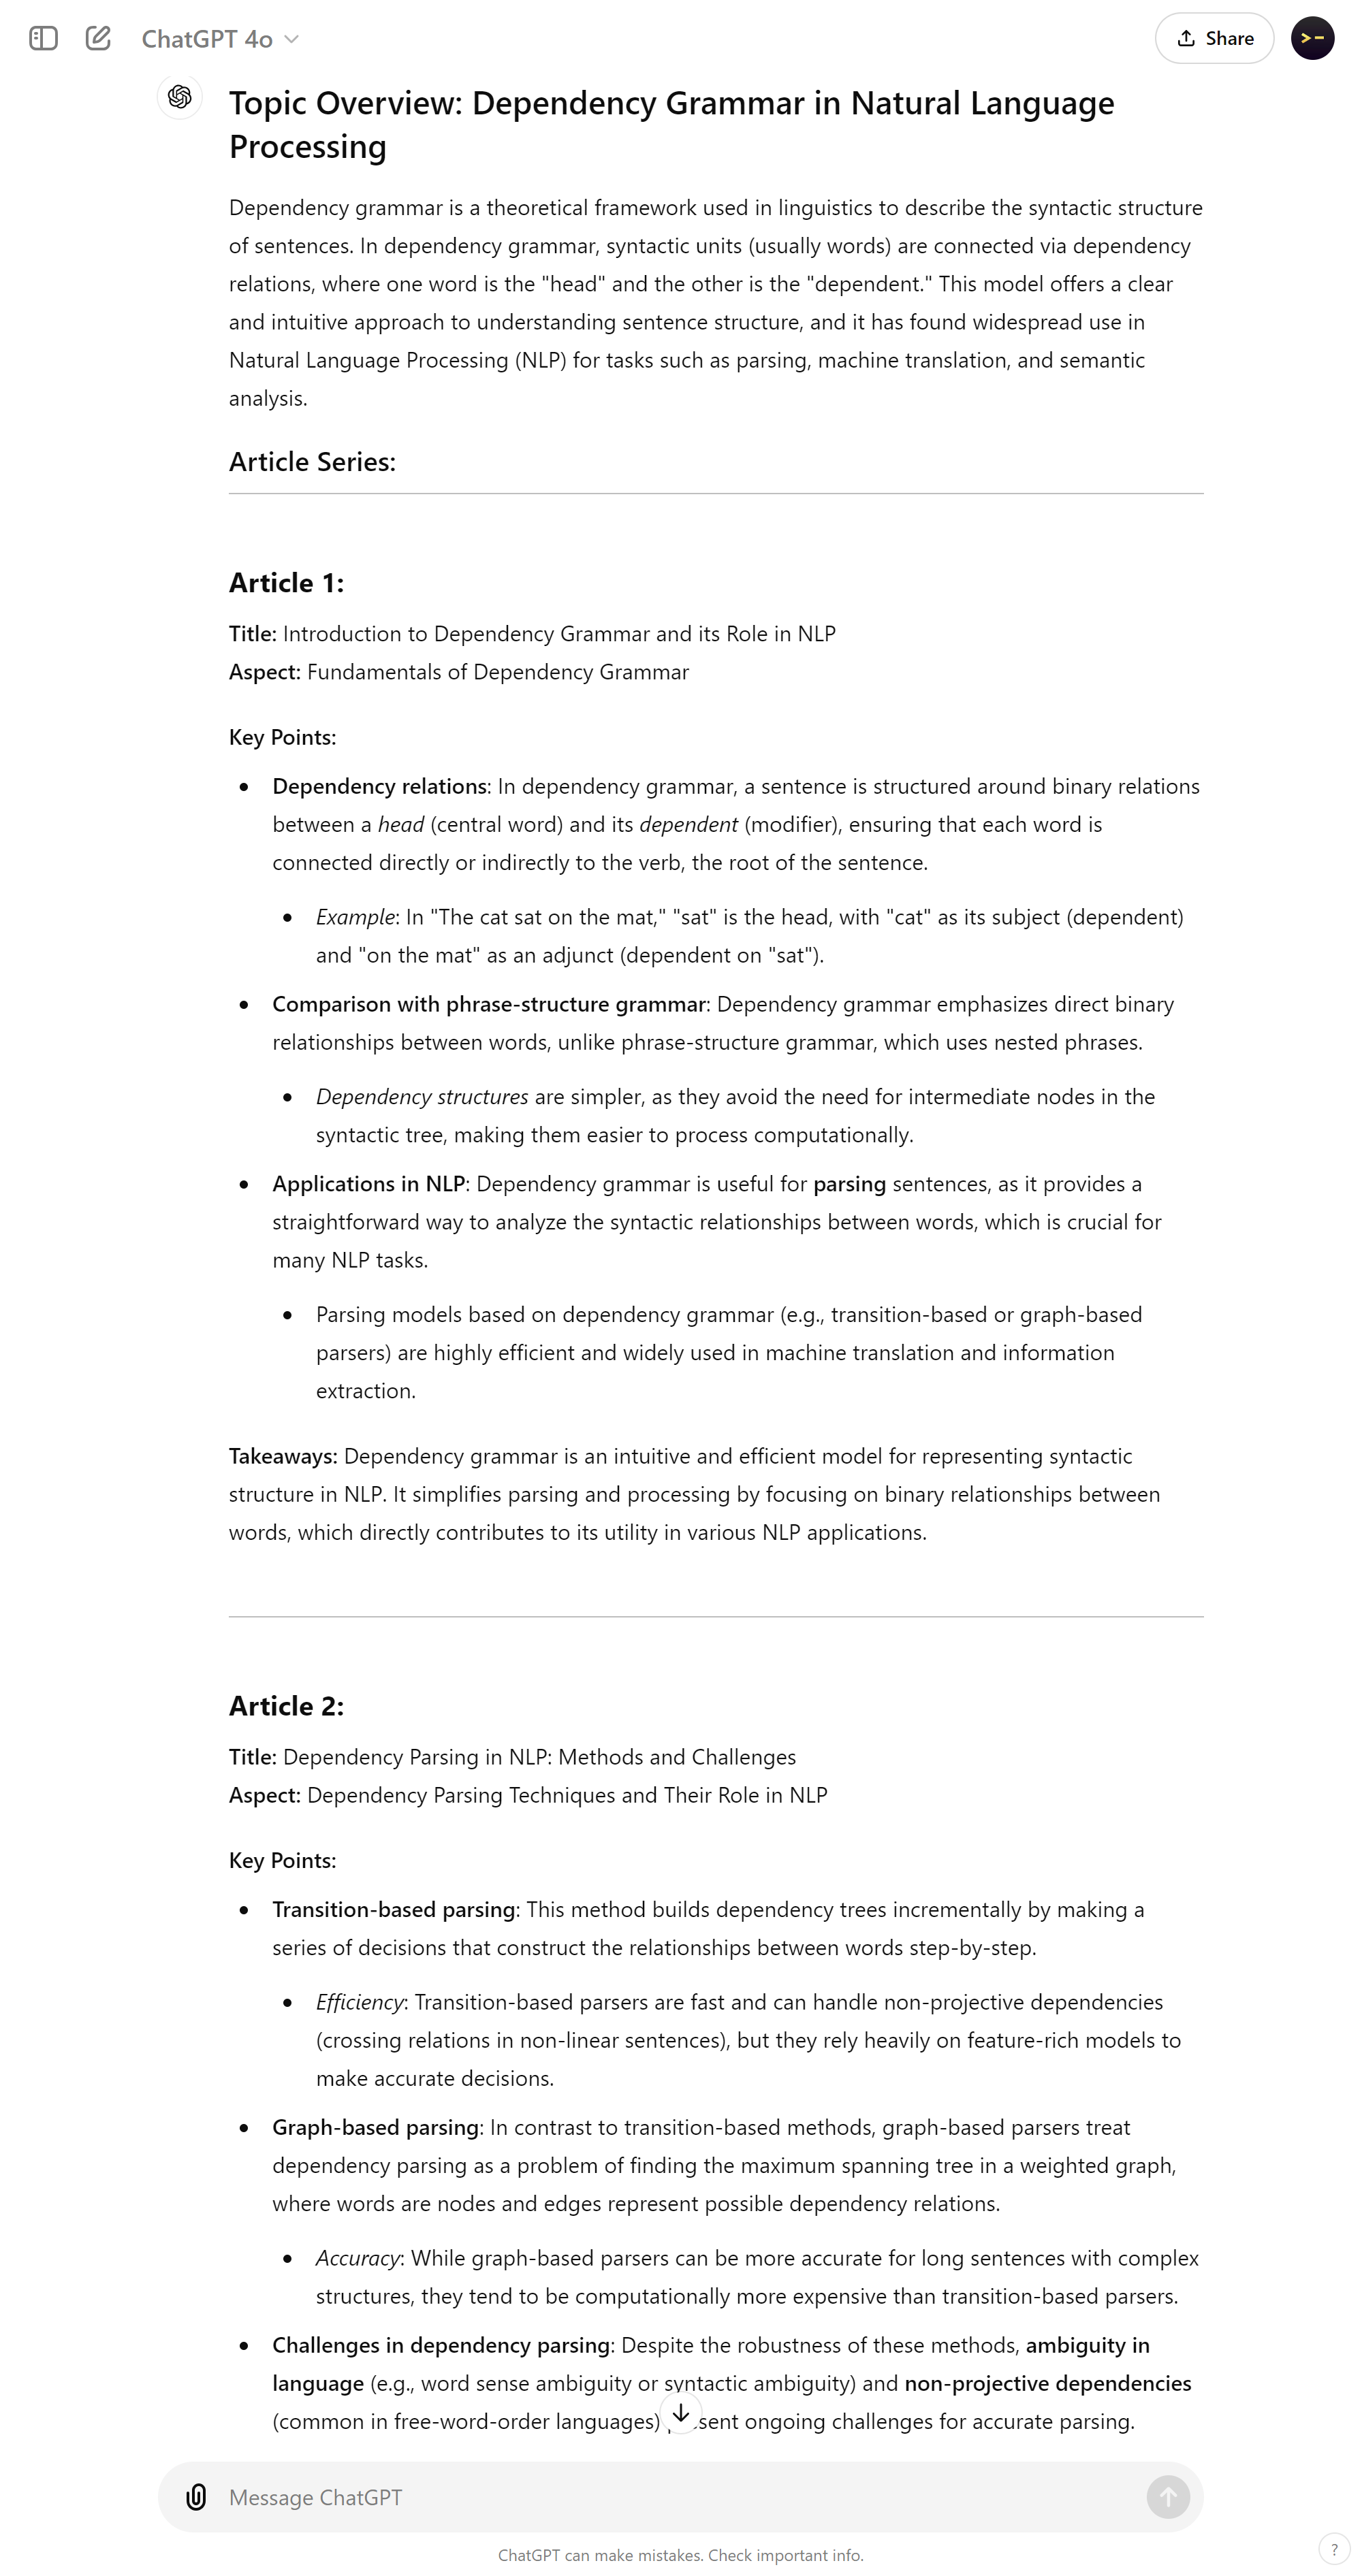 ChatGPT 4o
Share
Topic Overview: Dependency Grammar in Natural Language
Processing
Dependency grammar is a theoretical framework used in linguistics to describe the syntactic structure
of sentences. In dependency grammar, syntactic units (usually words) are connected via dependency
relations, where one word is the "head" and the other is the "dependent." This model offers a clear
and intuitive approach to understanding sentence structure, and it has found widespread use in
Natural Language Processing (NLP) for tasks such as parsing, machine translation, and semantic
analysis.
Article Series:
Article 1:
Title: Introduction to Dependency Grammar and its Role in NLP
Aspect: Fundamentals of Dependency Grammar
Key Points:
• Dependency relations: In dependency grammar, a sentence is structured around binary relations
between a head (central word) and its dependent (modifier), ensuring that each word is
connected directly or indirectly to the verb, the root of the sentence.
• Example: In "The cat sat on the mat," "sat" is the head, with "cat" as its subject (dependent)
and "on the mat" as an adjunct (dependent on "sat").
• Comparison with phrase-structure grammar: Dependency grammar emphasizes direct binary
relationships between words, unlike phrase-structure grammar, which uses nested phrases.
• Dependency structures are simpler, as they avoid the need for intermediate nodes in the
syntactic tree, making them easier to process computationally.
• Applications in NLP: Dependency grammar is useful for parsing sentences, as it provides a
straightforward way to analyze the syntactic relationships between words, which is crucial for
many NLP tasks.
• Parsing models based on dependency grammar (e.g., transition-based or graph-based
parsers) are highly efficient and widely used in machine translation and information
extraction.
Takeaways: Dependency grammar is an intuitive and efficient model for representing syntactic
structure in NLP. It simplifies parsing and processing by focusing on binary relationships between
words, which directly contributes to its utility in various NLP applications.
Article 2:
Title: Dependency Parsing in NLP: Methods and Challenges
Aspect: Dependency Parsing Techniques and Their Role in NLP
Key Points:
• Transition-based parsing: This method builds dependency trees incrementally by making a
series of decisions that construct the relationships between words step-by-step.
• Efficiency: Transition-based parsers are fast and can handle non-projective dependencies
(crossing relations in non-linear sentences), but they rely heavily on feature-rich models to
make accurate decisions.
• Graph-based parsing: In contrast to transition-based methods, graph-based parsers treat
dependency parsing as a problem of finding the maximum spanning tree in a weighted graph,
where words are nodes and edges represent possible dependency relations.
• Accuracy: While graph-based parsers can be more accurate for long sentences with complex
structures, they tend to be computationally more expensive than transition-based parsers.
• Challenges in dependency parsing: Despite the robustness of these methods, ambiguity in
language (e.g., word sense ambiguity or syntactic ambiguity) and non-projective dependencies
(common in free-word-order languages) ongoing challenges for accurate parsing.
Message ChatGPT
ChatGPT can make mistakes. Check important info.
?